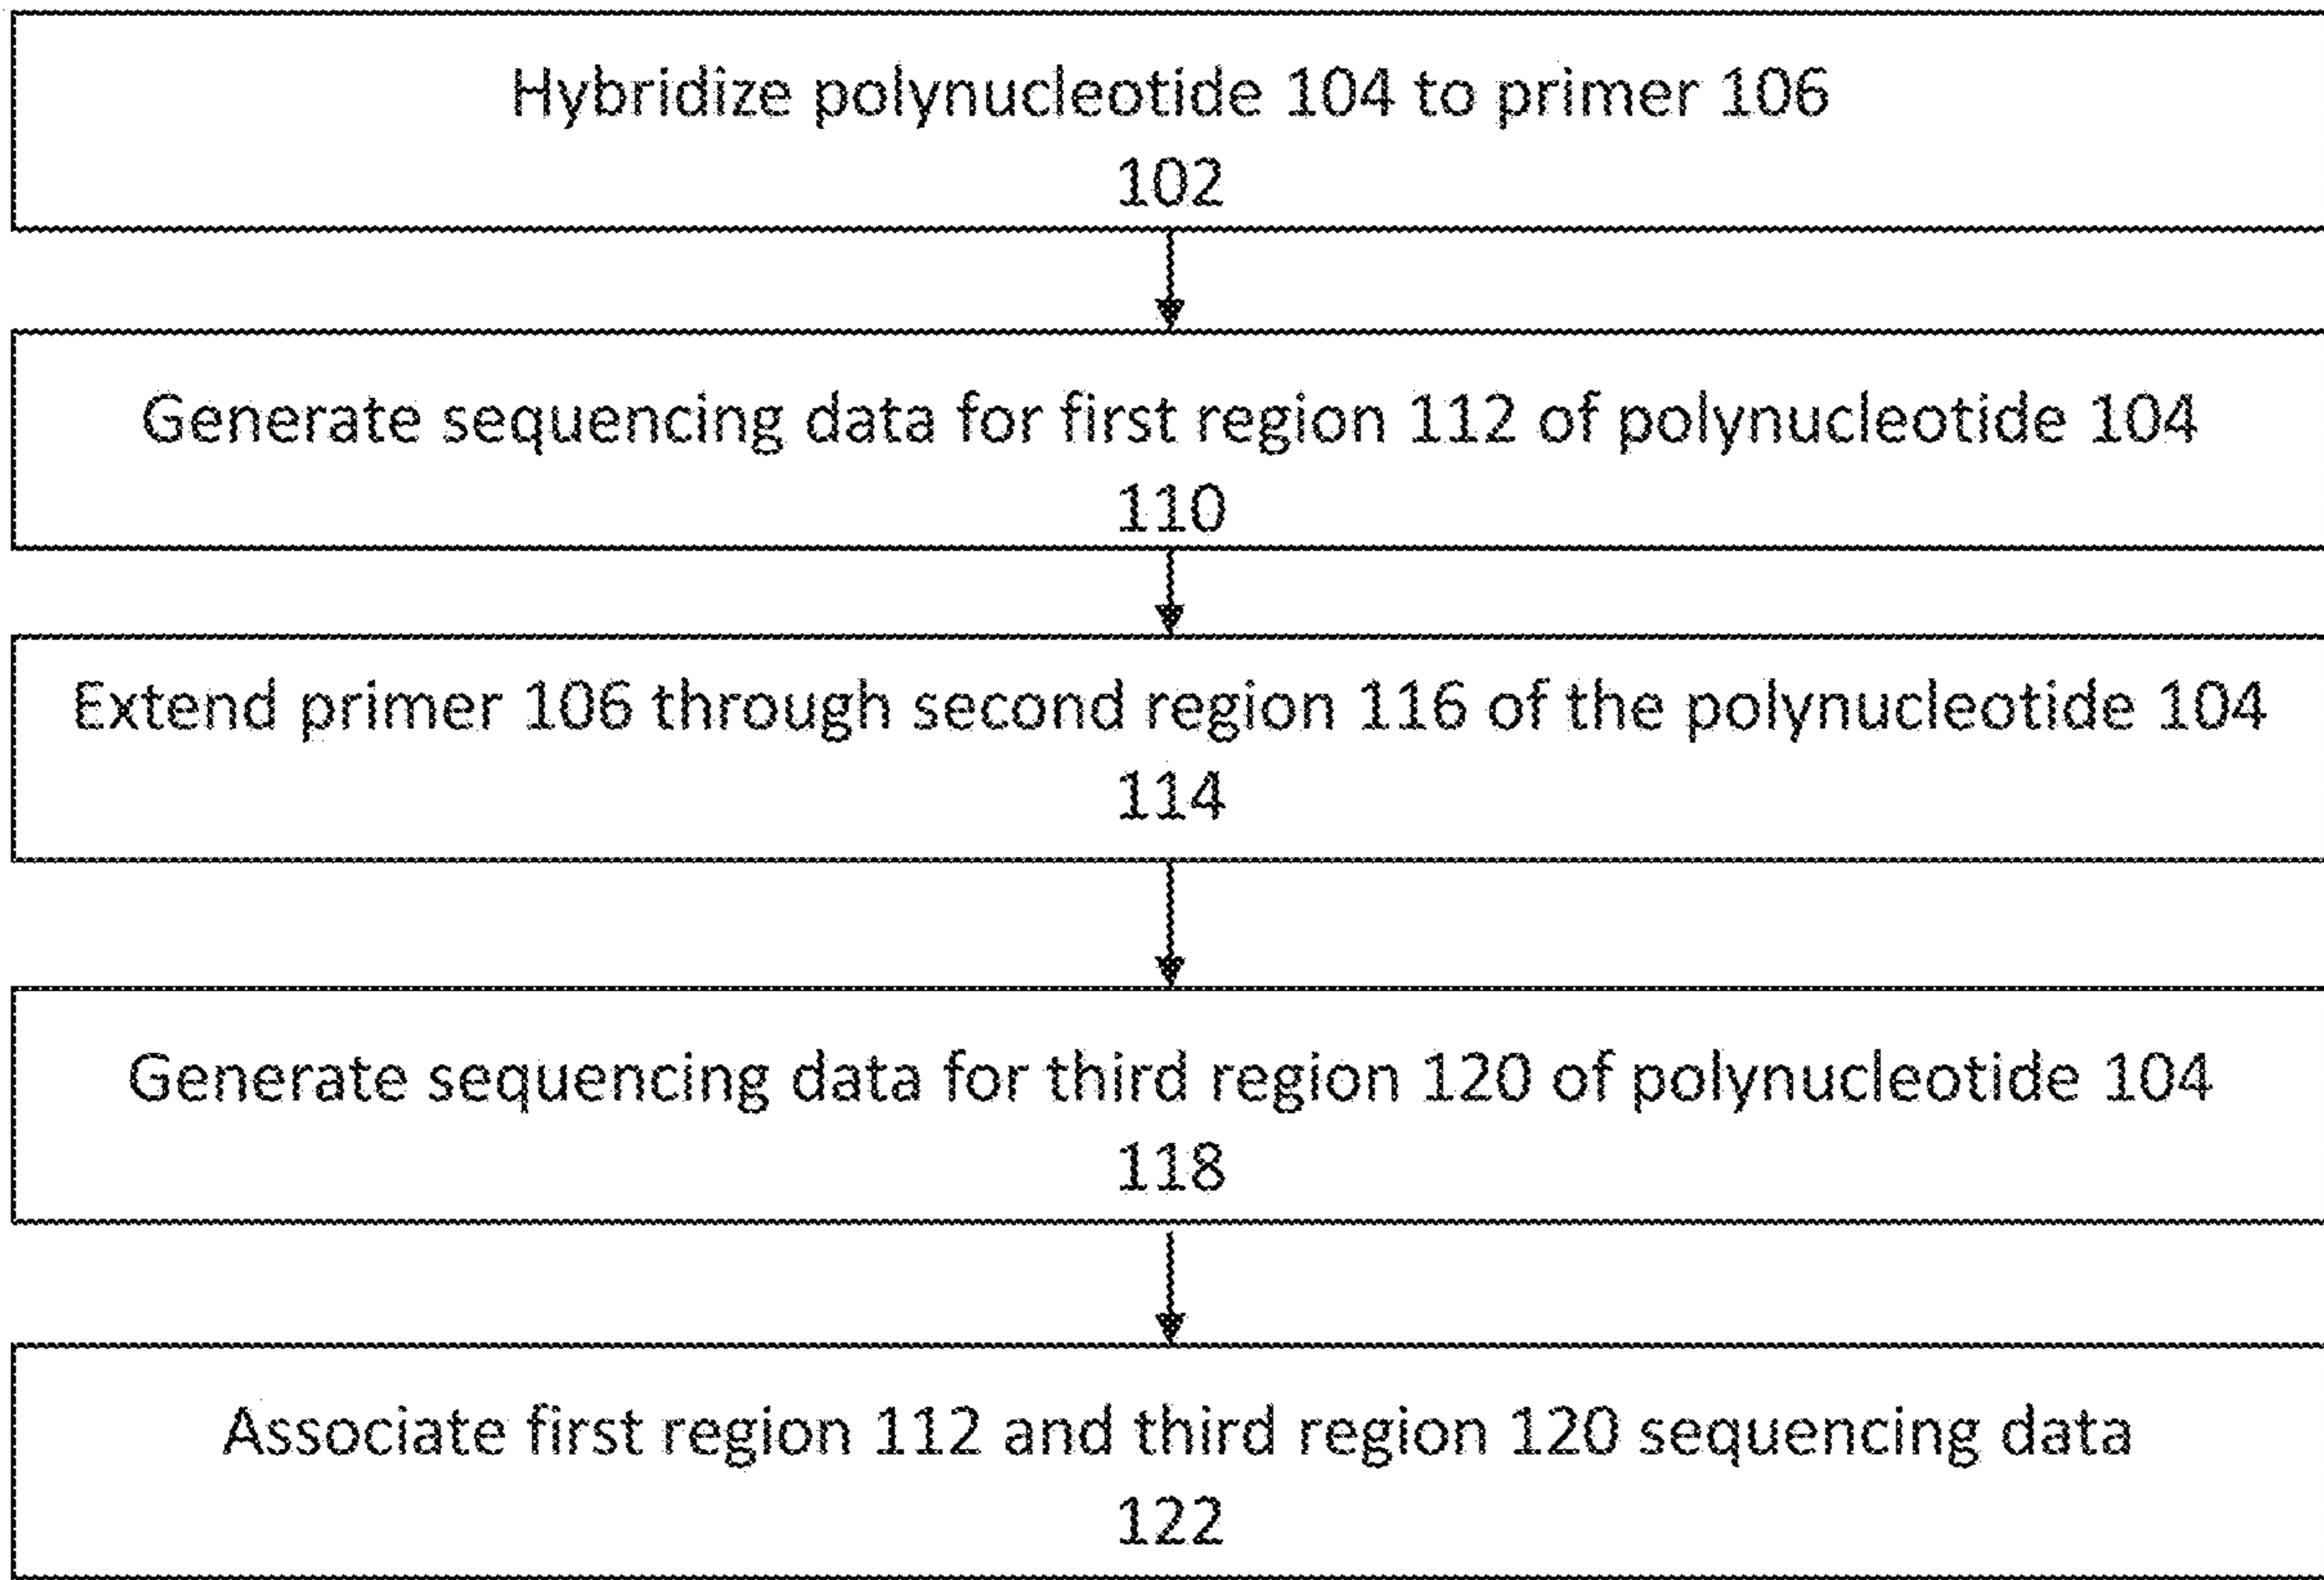 Hybridize polynucleotide 104 to primer 106
102
Generate sequencing data for first region 112 of polynucleotide 104
110
Extend primer 106 through second region 116 of the polynucleotide 104
114
Generate sequencing data for third region 120 of polynucleotide 104
118
Associate first region 112 and third region 120 sequencing data
122